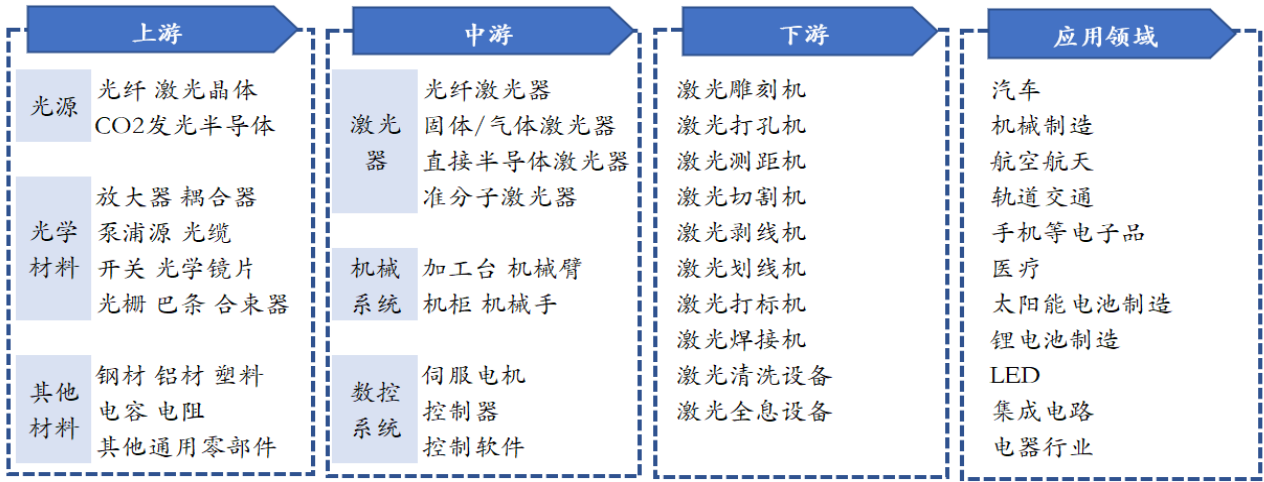 上游
光源
光纤 激光晶体
CO2发光半导体
光学
材料
放大器 耦合器
泵浦源 光缆
开关 光学镜片
光栅 巴条 合束器
其他
材料
钢材 铝材 塑料
电容 电阻
其他通用零部件
中游
激光
器
光纤激光器
固体/气体激光器
直接半导体激光器
准分子激光器
机械
系统
加工台 机械臂
机柜 机械手
数控
系统
伺服电机
控制器
控制软件
下游
激光雕刻机
激光打孔机
激光测距机
激光切割机
激光剥线机
激光划线机
激光打标机
激光焊接机
激光清洗设备
激光全息设备
应用领域
汽车
机械制造
航空航天
轨道交通
手机等电子品
医疗
太阳能电池制造
锂电池制造
LED
集成电路
电器行业